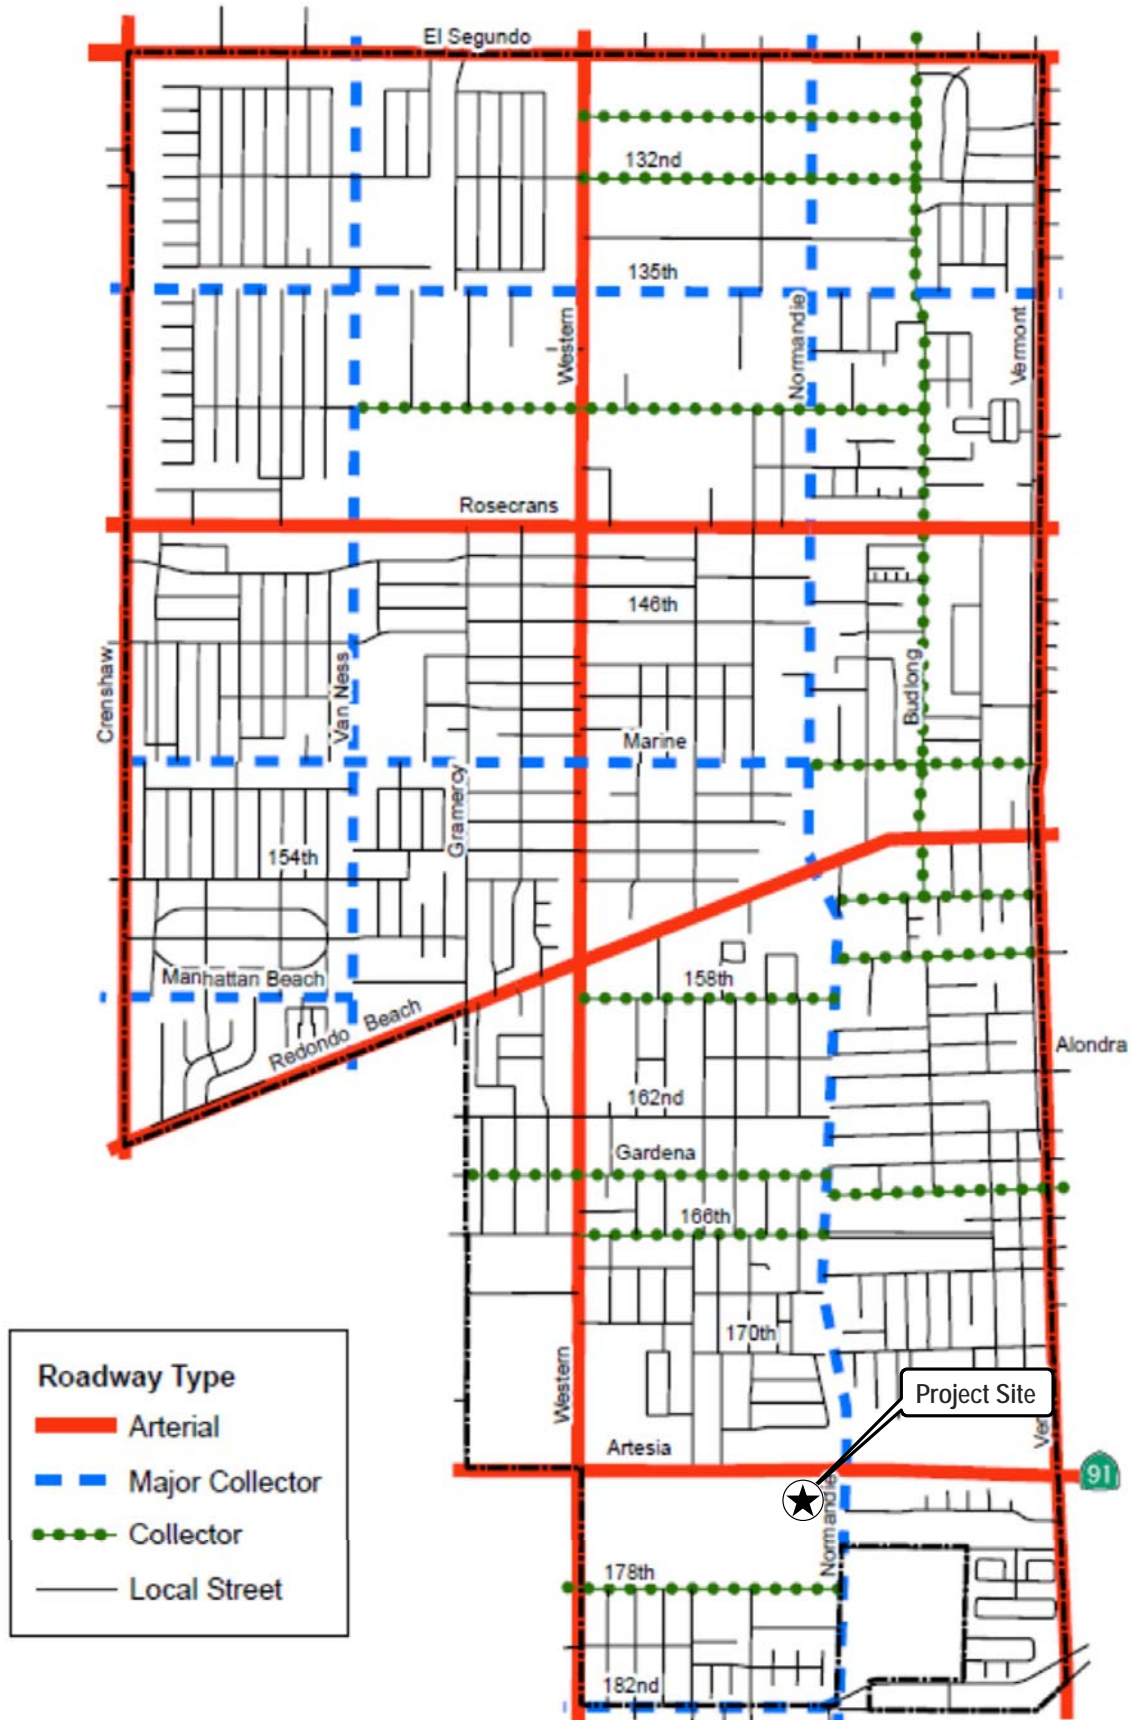 El Segundo
132nd
135th
Western
Normandie
Vermont
Rosecrans
146th
Crenshaw
Van Ness
Budlong
Marine
Gramercy
154th
Manhattan Beach
158th
Redondo Beach
Alondra
162nd
Gardena
166th
170th
Western
Project Site
Ver
Artesia
91
Normandie
178th
182nd
Roadway Type
Arterial
Major Collector
Collector
Local Street